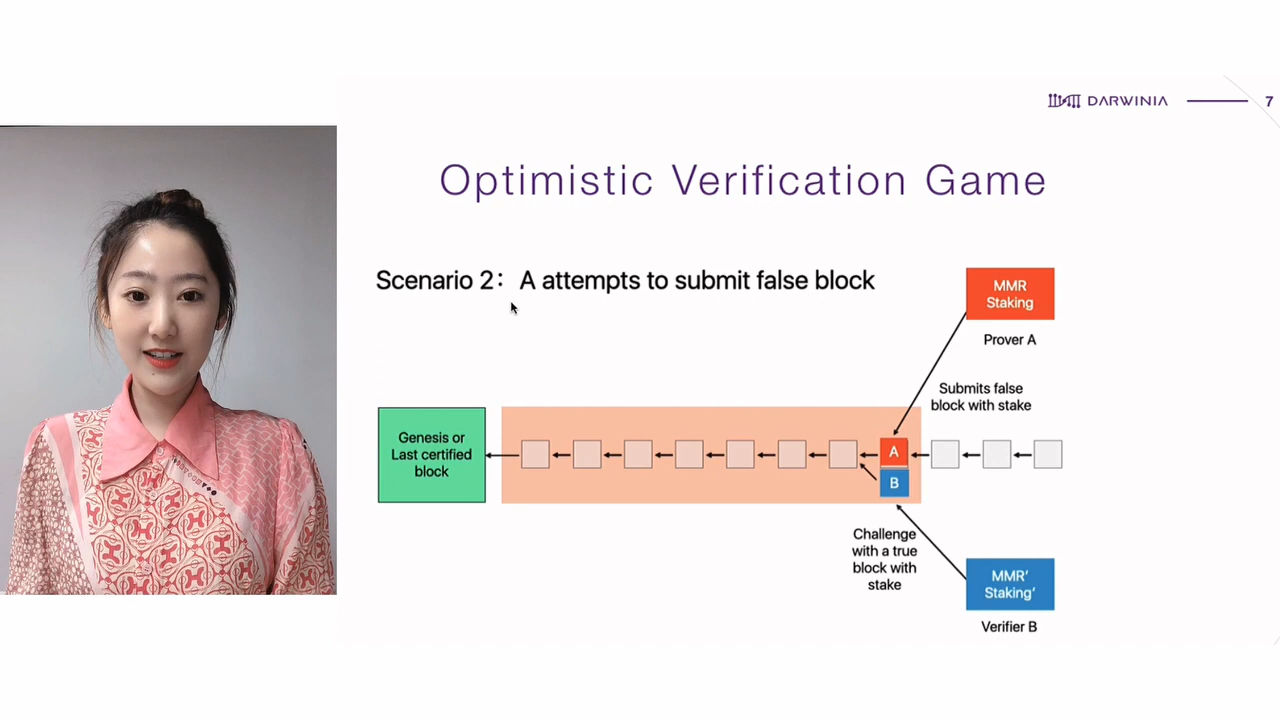 DARWINIA
7
Optimistic Verification Game
Scenario 2: A attempts to submit false block
MMR
Staking
Prover A
Submits false
block with stake
Genesis or
Last certified
block
A
B
Challenge
with a true
block with
stake
MMR'
Staking'
Verifier B